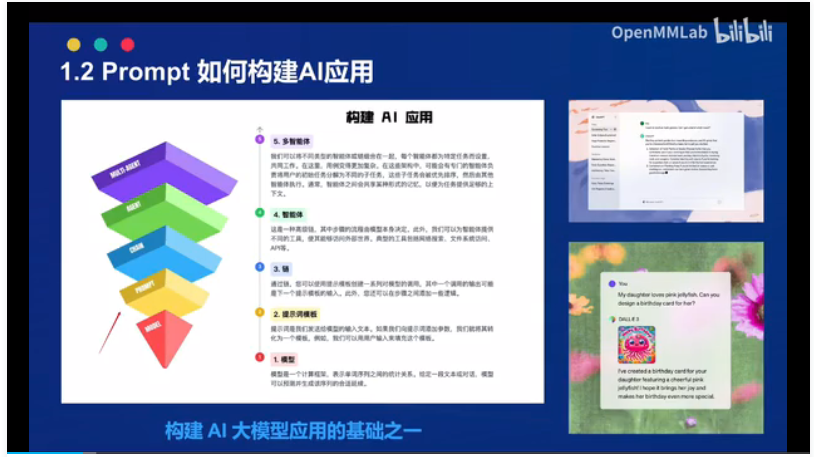 OpenMMLab bilibili
1.2 Prompt 如何构建AI应用
构建 AI 应用
MULTI-AGENT
AGENT
CHAIN
PROMPT
MODEL
5. 多智能体
我们可以将不同类型的智能体或链组合在一起，每个智能体都为特定任务而设置，
共同工作。在这里，用例变得更加复杂。在这些架构中，可能会有专门的智能体负
责将用户的初始任务分解为不同的子任务，这些子任务会被优先排序，然后由其他
智能体执行。通常，智能体之间会共享某种形式的记忆，以便为任务提供足够的上
下文。
4. 智能体
这是一种高级链，其中步骤的流程由模型本身决定。此外，我们可以为智能体提供
不同的工具，使其能够访问外部世界。典型的工具包括网络搜索、文件系统访问、
API等。
3. 链
通过链，您可以使用提示模板创建一系列对模型的调用。其中一个调用的输出可能
是下一个提示模板的输入。此外，您还可以在步骤之间添加一些逻辑。
2. 提示词模板
提示词是我们发送给模型的输入文本。如果我们向提示词添加参数，我们就将其转
化为一个模板。例如，我们可以用用户输入来填充这个模板。
1. 模型
模型是一个计算框架，表示单词序列之间的统计关系。给定一段文本或对话，模型
可以预测并生成该序列的合适延续。
You
My daughter loves pink jellyfish. Can you
design a birthday card for her?
DALL·E 3
I've created a birthday card for your
daughter featuring a cheerful pink
jellyfish! I hope it brings her joy and
makes her birthday even more special.
构建 AI 大模型应用的基础之一